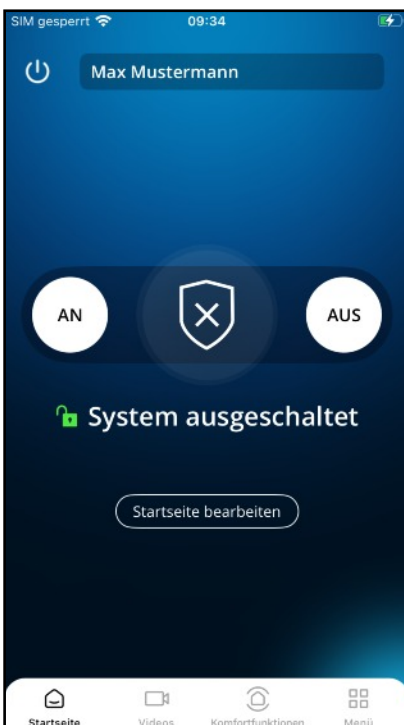 SIM gesperrt 09:34
Max Mustermann
AN AUS
System ausgeschaltet
Startseite bearbeiten
Startseite Videos Komfortfunktionen Menü